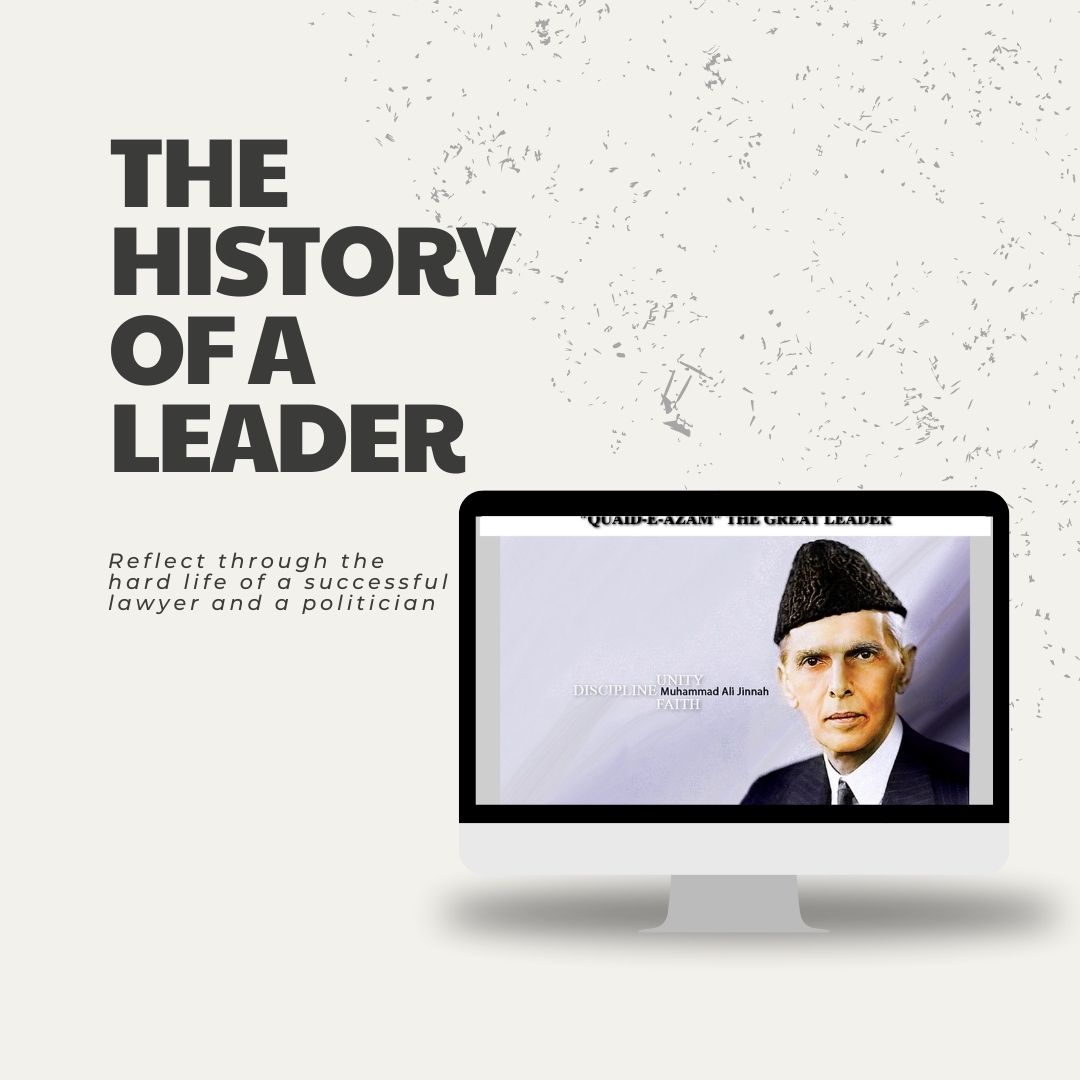 THE
HISTORY
OF A
LEADER
Reflect through the
hard life of a successful
lawyer and a politician
"QUAID-E-AZAM" THE GREAT LEADER
UNITY
DISCIPLINE Muhammad Ali Jinnah
FAITH